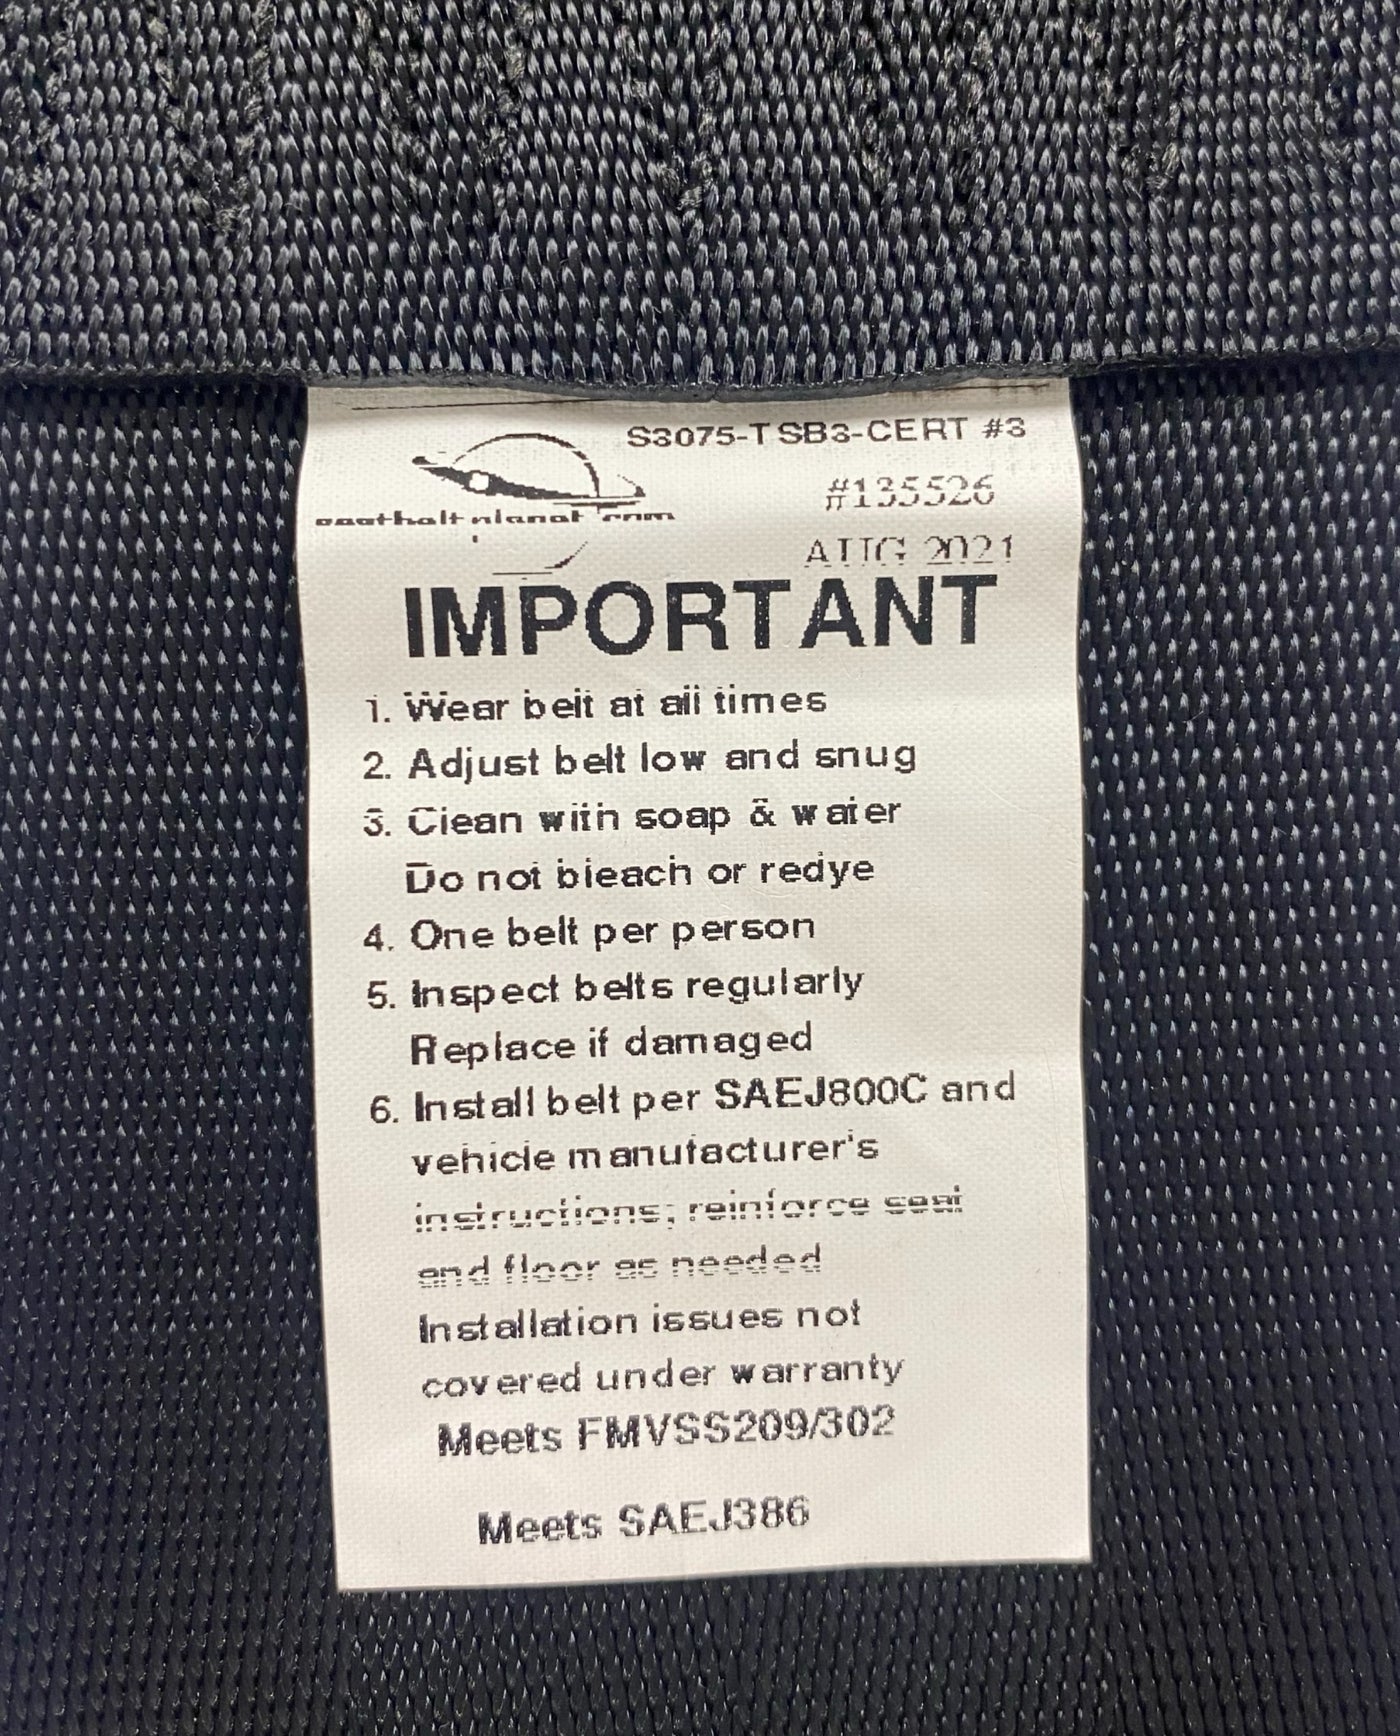 S3075-TSB3-CERT #3
#135526
seatbeltplanet.com
AUG 2021
IMPORTANT
1. Wear belt at all times
2. Adjust belt low and snug
3. Clean with soap & water
Do not bleach or redye
4. One belt per person
5. Inspect belts regularly
Replace if damaged
6. Install belt per SAEJ800C and
vehicle manufacturer's
instructions; reinforce seat
and floor as needed
Installation issues not
covered under warranty
Meets FMVSS209/302
Meets SAEJ386